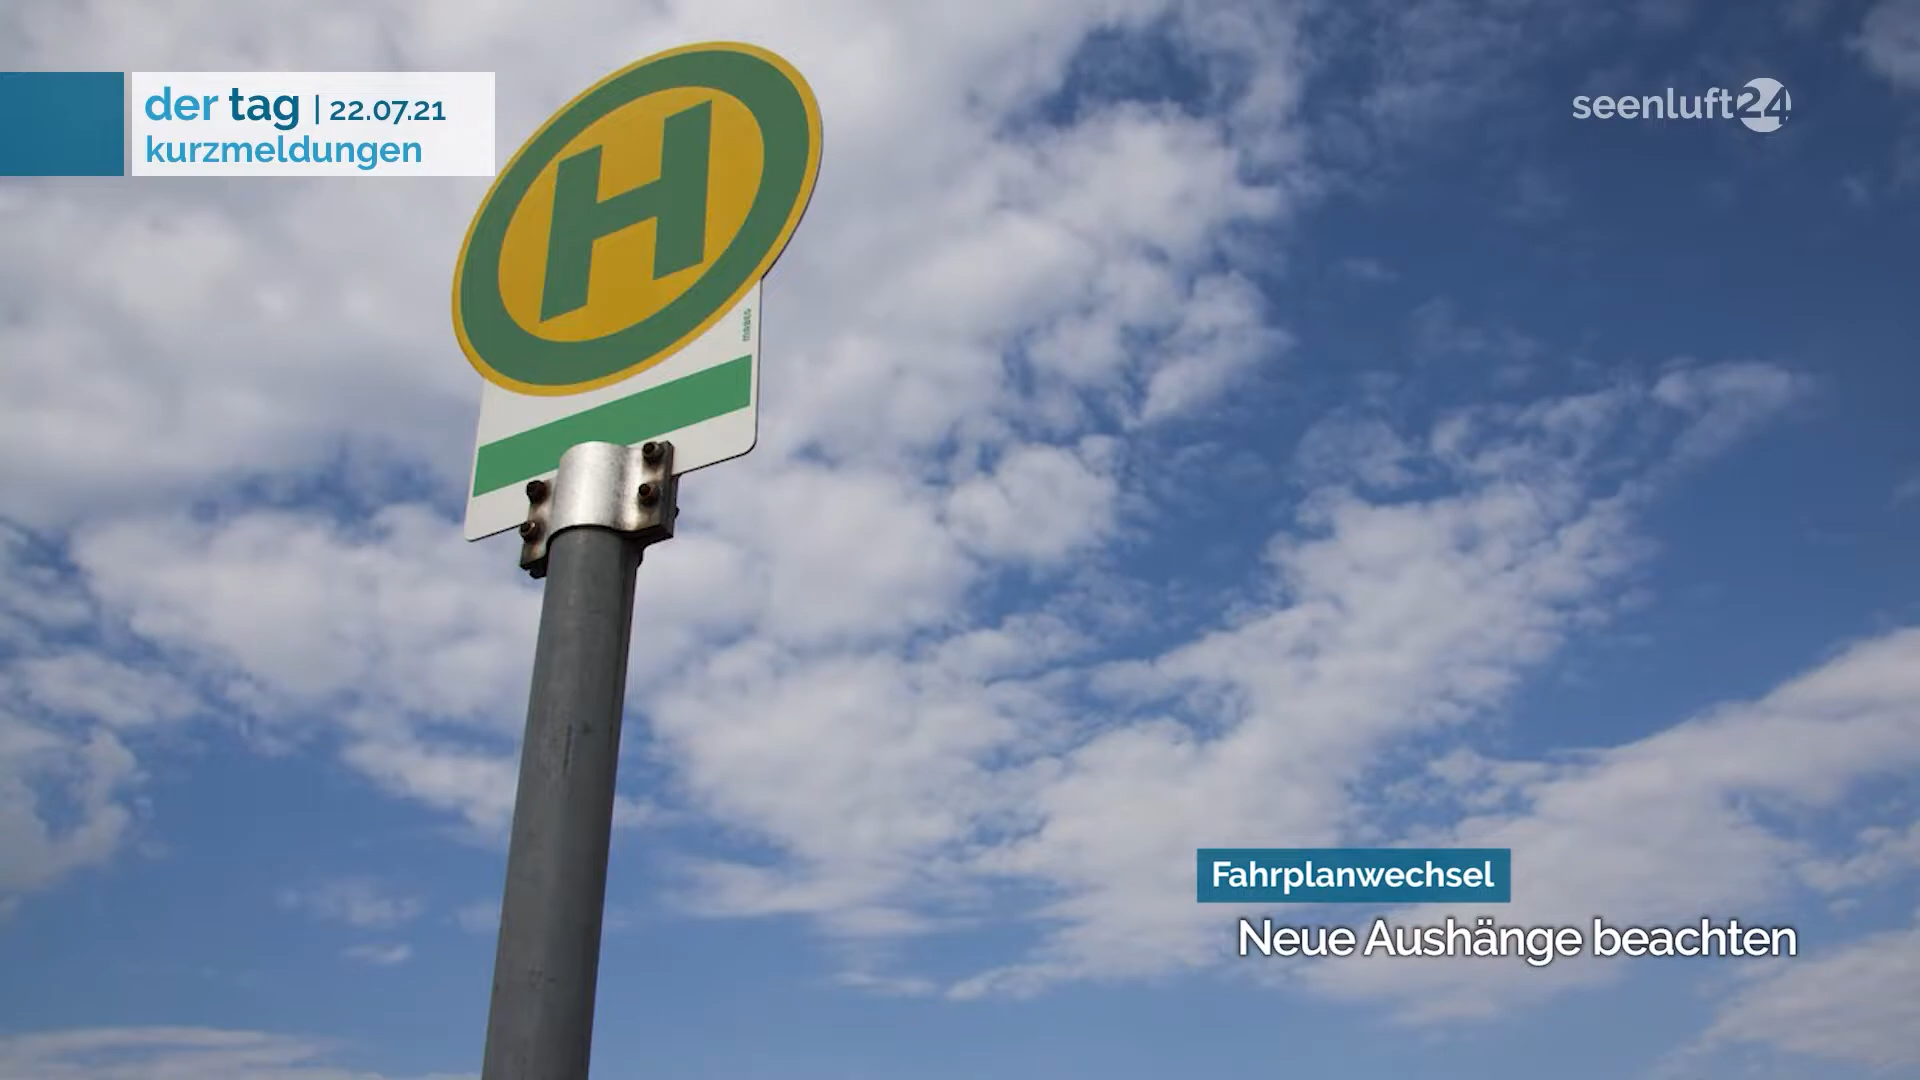 der tag | 22.07.21
kurzmeldungen
seenluft24
H
Fahrplanwechsel
Neue Aushänge beachten